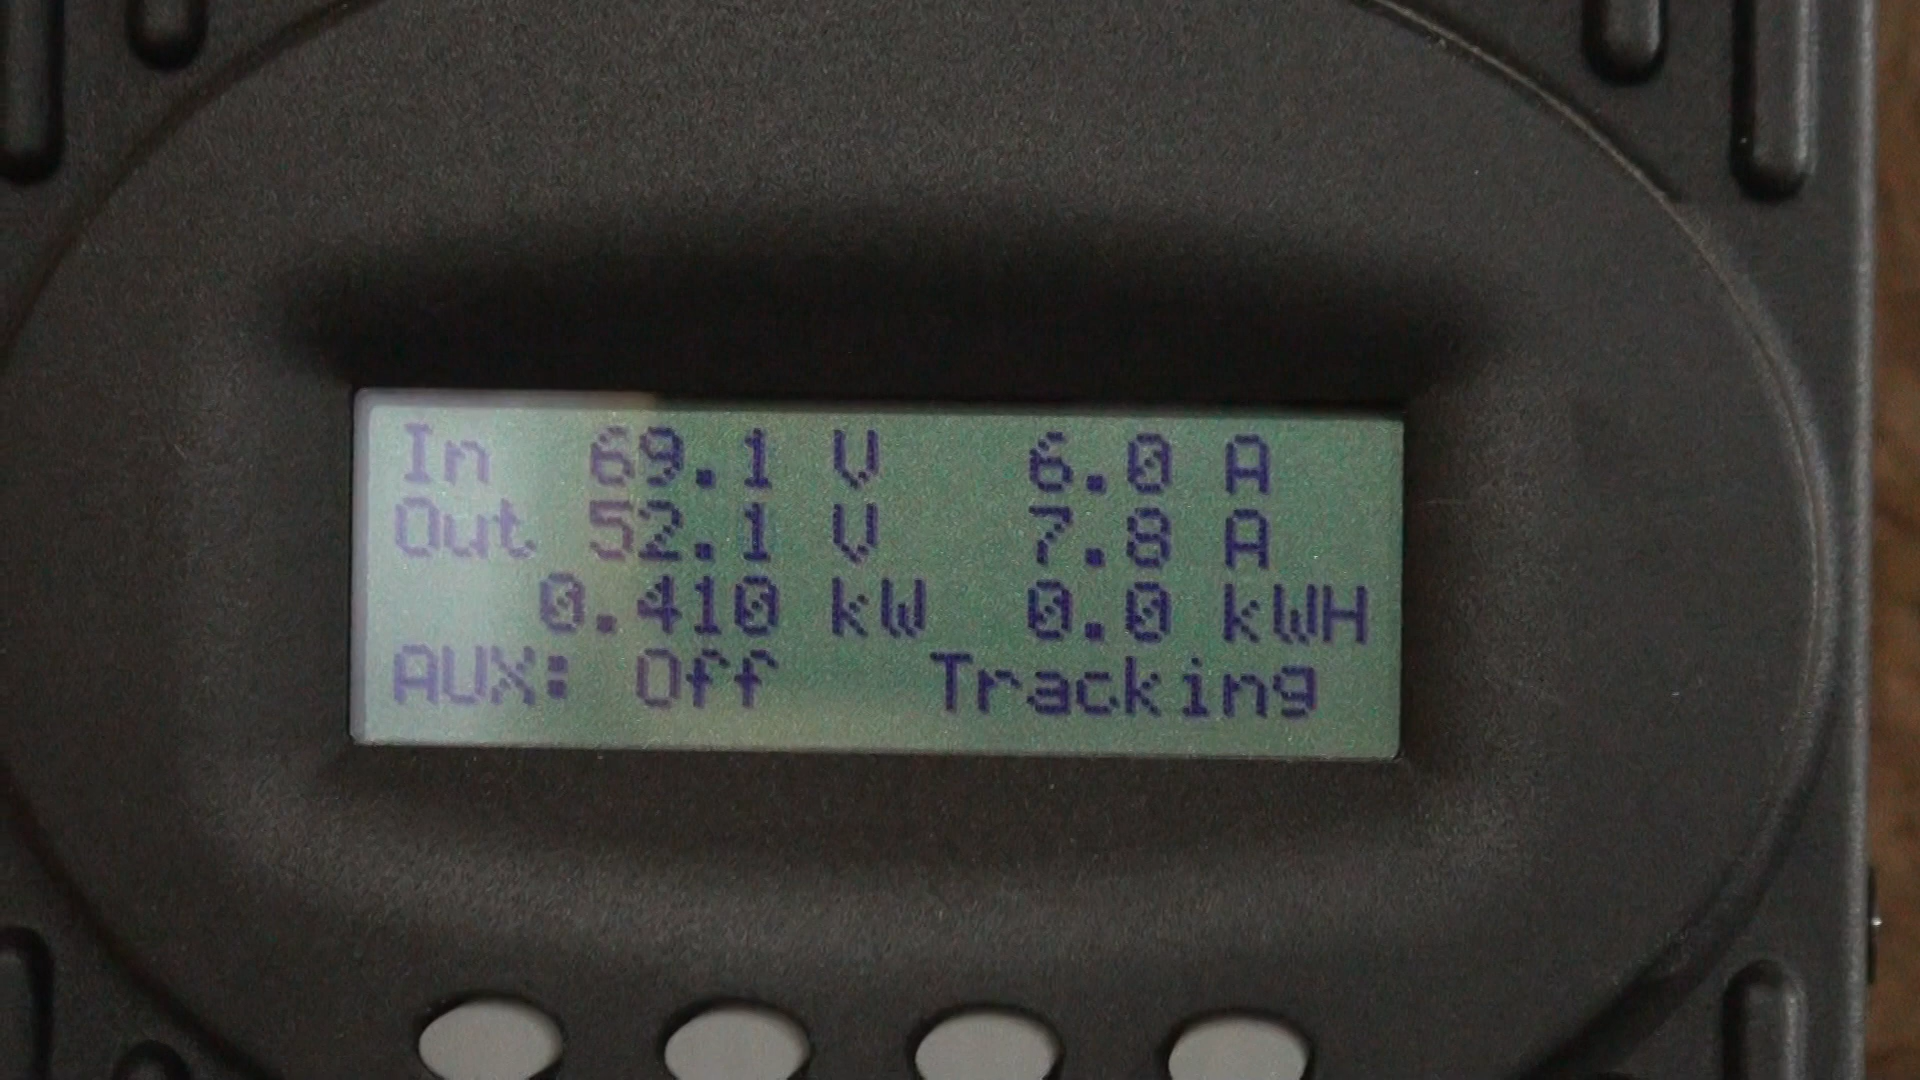 In 69.1 V 6.0 A
Out 52.1 V 7.8 A
0.410 kW 0.0 kWH
AUX: Off Tracking